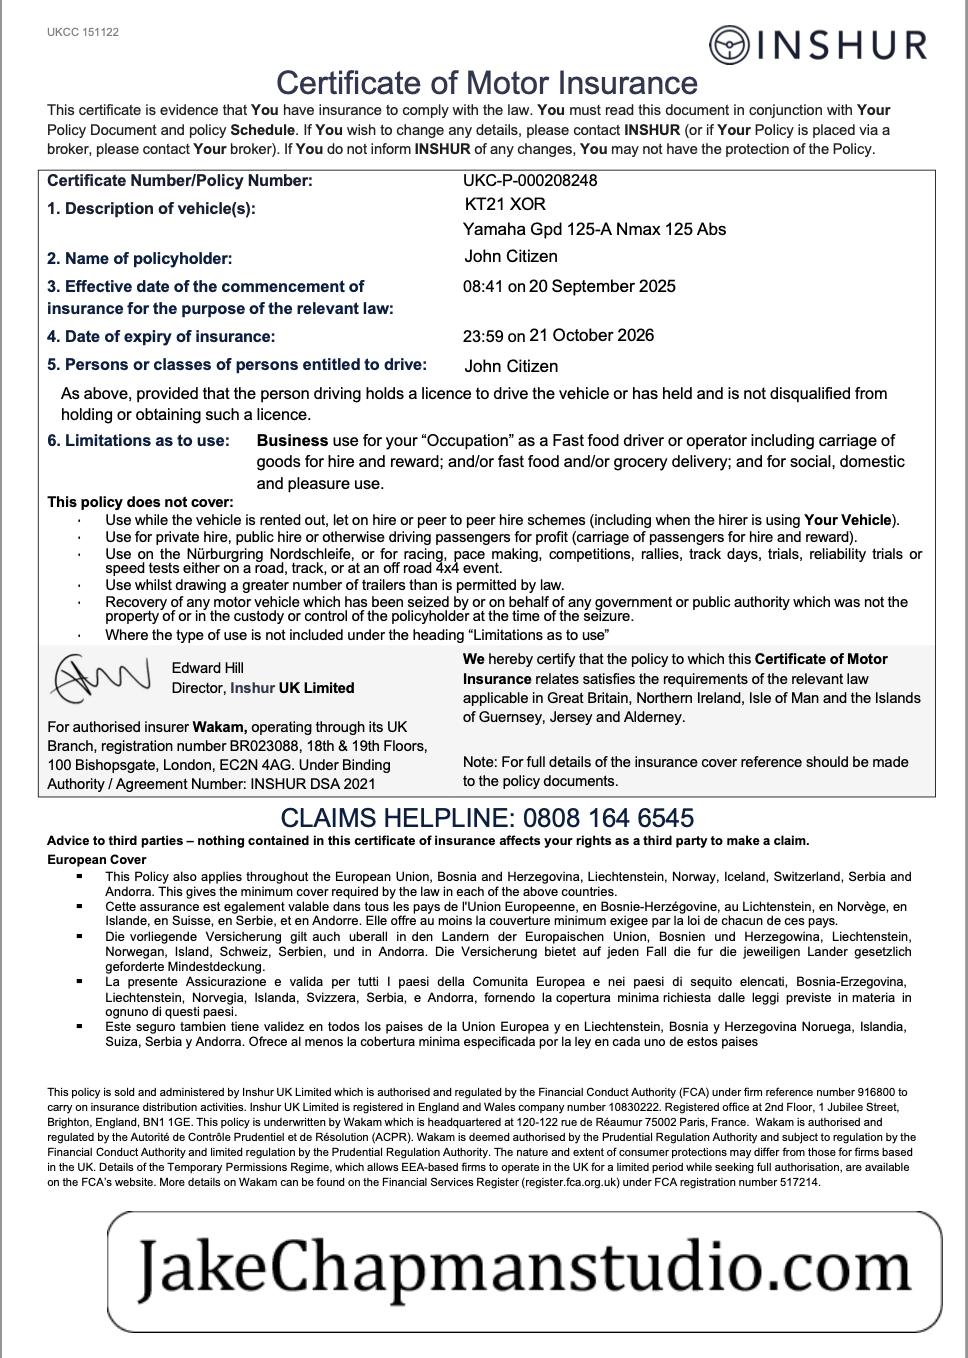 UKCC 151122
INSHUR
Certificate of Motor Insurance
This certificate is evidence that You have insurance to comply with the law. You must read this document in conjunction with Your
Policy Document and policy Schedule. If You wish to change any details, please contact INSHUR (or if Your Policy is placed via a
broker, please contact Your broker). If You do not inform INSHUR of any changes, You may not have the protection of the Policy.
Certificate Number/Policy Number: UKC-P-000208248
1. Description of vehicle(s): KT21 XOR
Yamaha Gpd 125-A Nmax 125 Abs
2. Name of policyholder: John Citizen
3. Effective date of the commencement of 08:41 on 20 September 2025
insurance for the purpose of the relevant law:
4. Date of expiry of insurance: 23:59 on 21 October 2026
5. Persons or classes of persons entitled to drive: John Citizen
As above, provided that the person driving holds a licence to drive the vehicle or has held and is not disqualified from
holding or obtaining such a licence.
6. Limitations as to use: Business use for your “Occupation” as a Fast food driver or operator including carriage of
goods for hire and reward; and/or fast food and/or grocery delivery; and for social, domestic
and pleasure use.
This policy does not cover:
· Use while the vehicle is rented out, let on hire or peer to peer hire schemes (including when the hirer is using Your Vehicle).
· Use for private hire, public hire or otherwise driving passengers for profit (carriage of passengers for hire and reward).
· Use on the Nürburgring Nordschleife, or for racing, pace making, competitions, rallies, track days, trials, reliability trials or
speed tests either on a road, track, or at an off road 4x4 event.
· Use whilst drawing a greater number of trailers than is permitted by law.
· Recovery of any motor vehicle which has been seized by or on behalf of any government or public authority which was not the
property of or in the custody or control of the policyholder at the time of the seizure.
· Where the type of use is not included under the heading “Limitations as to use”
Edward Hill
Director, Inshur UK Limited
For authorised insurer Wakam, operating through its UK
Branch, registration number BR023088, 18th & 19th Floors,
100 Bishopsgate, London, EC2N 4AG. Under Binding
Authority / Agreement Number: INSHUR DSA 2021
We hereby certify that the policy to which this Certificate of Motor
Insurance relates satisfies the requirements of the relevant law
applicable in Great Britain, Northern Ireland, Isle of Man and the Islands
of Guernsey, Jersey and Alderney.
Note: For full details of the insurance cover reference should be made
to the policy documents.
CLAIMS HELPLINE: 0808 164 6545
Advice to third parties – nothing contained in this certificate of insurance affects your rights as a third party to make a claim.
European Cover
▪ This Policy also applies throughout the European Union, Bosnia and Herzegovina, Liechtenstein, Norway, Iceland, Switzerland, Serbia and
Andorra. This gives the minimum cover required by the law in each of the above countries.
▪ Cette assurance est egalement valable dans tous les pays de l'Union Europeenne, en Bosnie-Herzégovine, au Lichtenstein, en Norvège, en
Islande, en Suisse, en Serbie, et en Andorre. Elle offre au moins la couverture minimum exigee par la loi de chacun de ces pays.
▪ Die vorliegende Versicherung gilt auch uberall in den Landern der Europaischen Union, Bosnien und Herzegowina, Liechtenstein,
Norwegan, Island, Schweiz, Serbien, und in Andorra. Die Versicherung bietet auf jeden Fall die fur die jeweiligen Lander gesetzlich
geforderte Mindestdeckung.
▪ La presente Assicurazione e valida per tutti I paesi della Comunita Europea e nei paesi di sequito elencati, Bosnia-Erzegovina,
Liechtenstein, Norvegia, Islanda, Svizzera, Serbia, e Andorra, fornendo la copertura minima richiesta dalle leggi previste in materia in
ognuno di questi paesi.
▪ Este seguro tambien tiene validez en todos los paises de la Union Europea y en Liechtenstein, Bosnia y Herzegovina Noruega, Islandia,
Suiza, Serbia y Andorra. Ofrece al menos la cobertura minima especificada por la ley en cada uno de estos paises
This policy is sold and administered by Inshur UK Limited which is authorised and regulated by the Financial Conduct Authority (FCA) under firm reference number 916800 to
carry on insurance distribution activities. Inshur UK Limited is registered in England and Wales company number 10830222. Registered office at 2nd Floor, 1 Jubilee Street,
Brighton, England, BN1 1GE. This policy is underwritten by Wakam which is headquartered at 120-122 rue de Réaumur 75002 Paris, France. Wakam is authorised and
regulated by the Autorité de Contrôle Prudentiel et de Résolution (ACPR). Wakam is deemed authorised by the Prudential Regulation Authority and subject to regulation by the
Financial Conduct Authority and limited regulation by the Prudential Regulation Authority. The nature and extent of consumer protections may differ from those for firms based
in the UK. Details of the Temporary Permissions Regime, which allows EEA-based firms to operate in the UK for a limited period while seeking full authorisation, are available
on the FCA’s website. More details on Wakam can be found on the Financial Services Register (register.fca.org.uk) under FCA registration number 517214.
JakeChapmanstudio.com